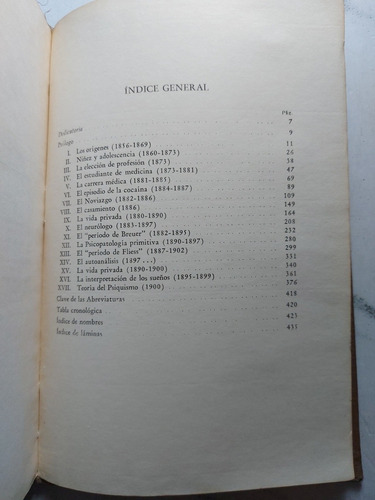 ÍNDICE GENERAL
Pág.
Dedicatoria 7
Prólogo 9
I. Los orígenes (1856-1869) 11
II. Niñez y adolescencia (1860-1873) 26
III. La elección de profesión (1873) 38
IV. El estudiante de medicina (1873-1881) 47
V. La carrera médica (1881-1885) 69
VI. El episodio de la cocaína (1884-1887) 89
VII. El Noviazgo (1882-1886) 109
VIII. El casamiento (1886) 149
IX. La vida privada (1880-1890) 164
X. El neurólogo (1883-1897) 208
XI. El "período de Breuer" (1882-1895) 232
XII. La Psicopatología primitiva (1890-1897) 280
XIII. El "período de Fliess" (1887-1902) 299
XIV. El autoanálisis (1897 ...) 331
XV. La vida privada (1890-1900) 340
XVI. La interpretación de los sueños (1895-1899) 361
XVII. Teoría del Psiquismo (1900) 376
Clave de las Abreviaturas 418
Tabla cronológica 420
Índice de nombres 423
Índice de láminas 433